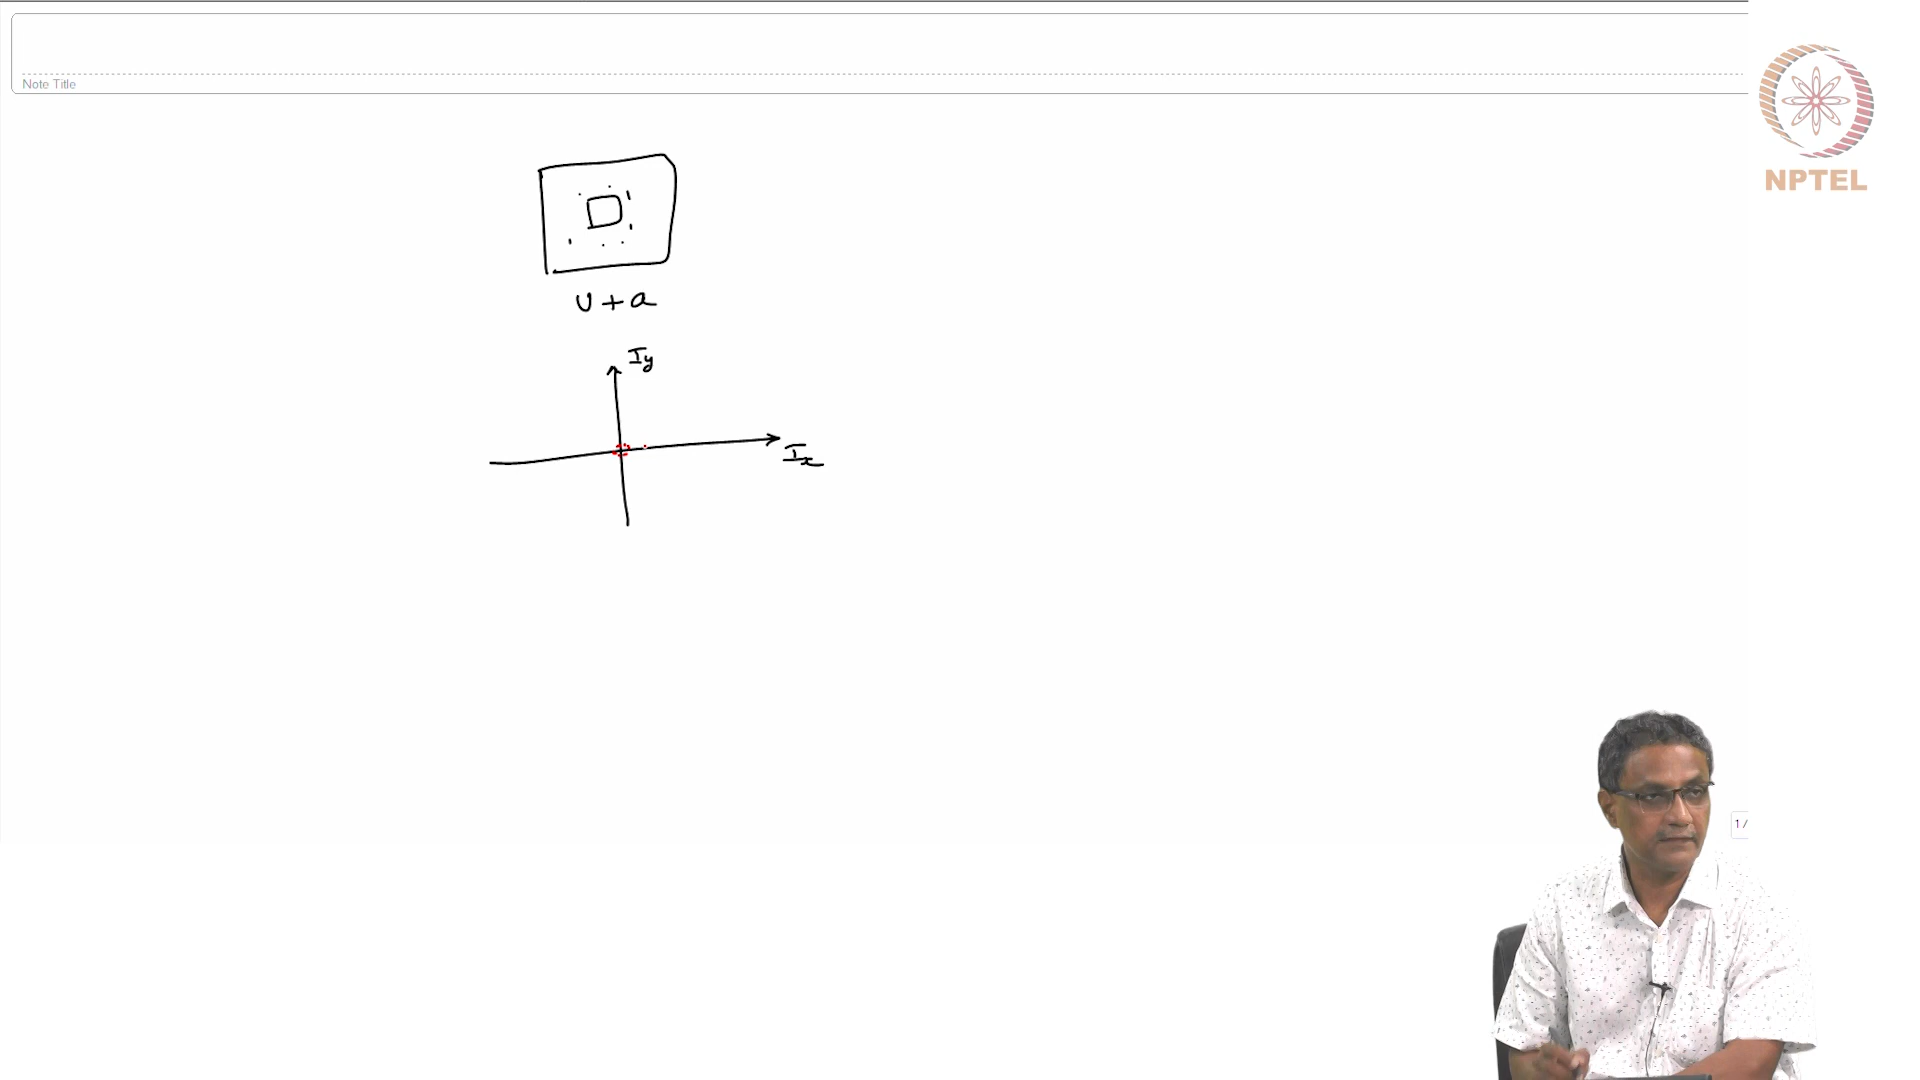 Note Title
NPTEL
U + a
Iy
Ix
1 /